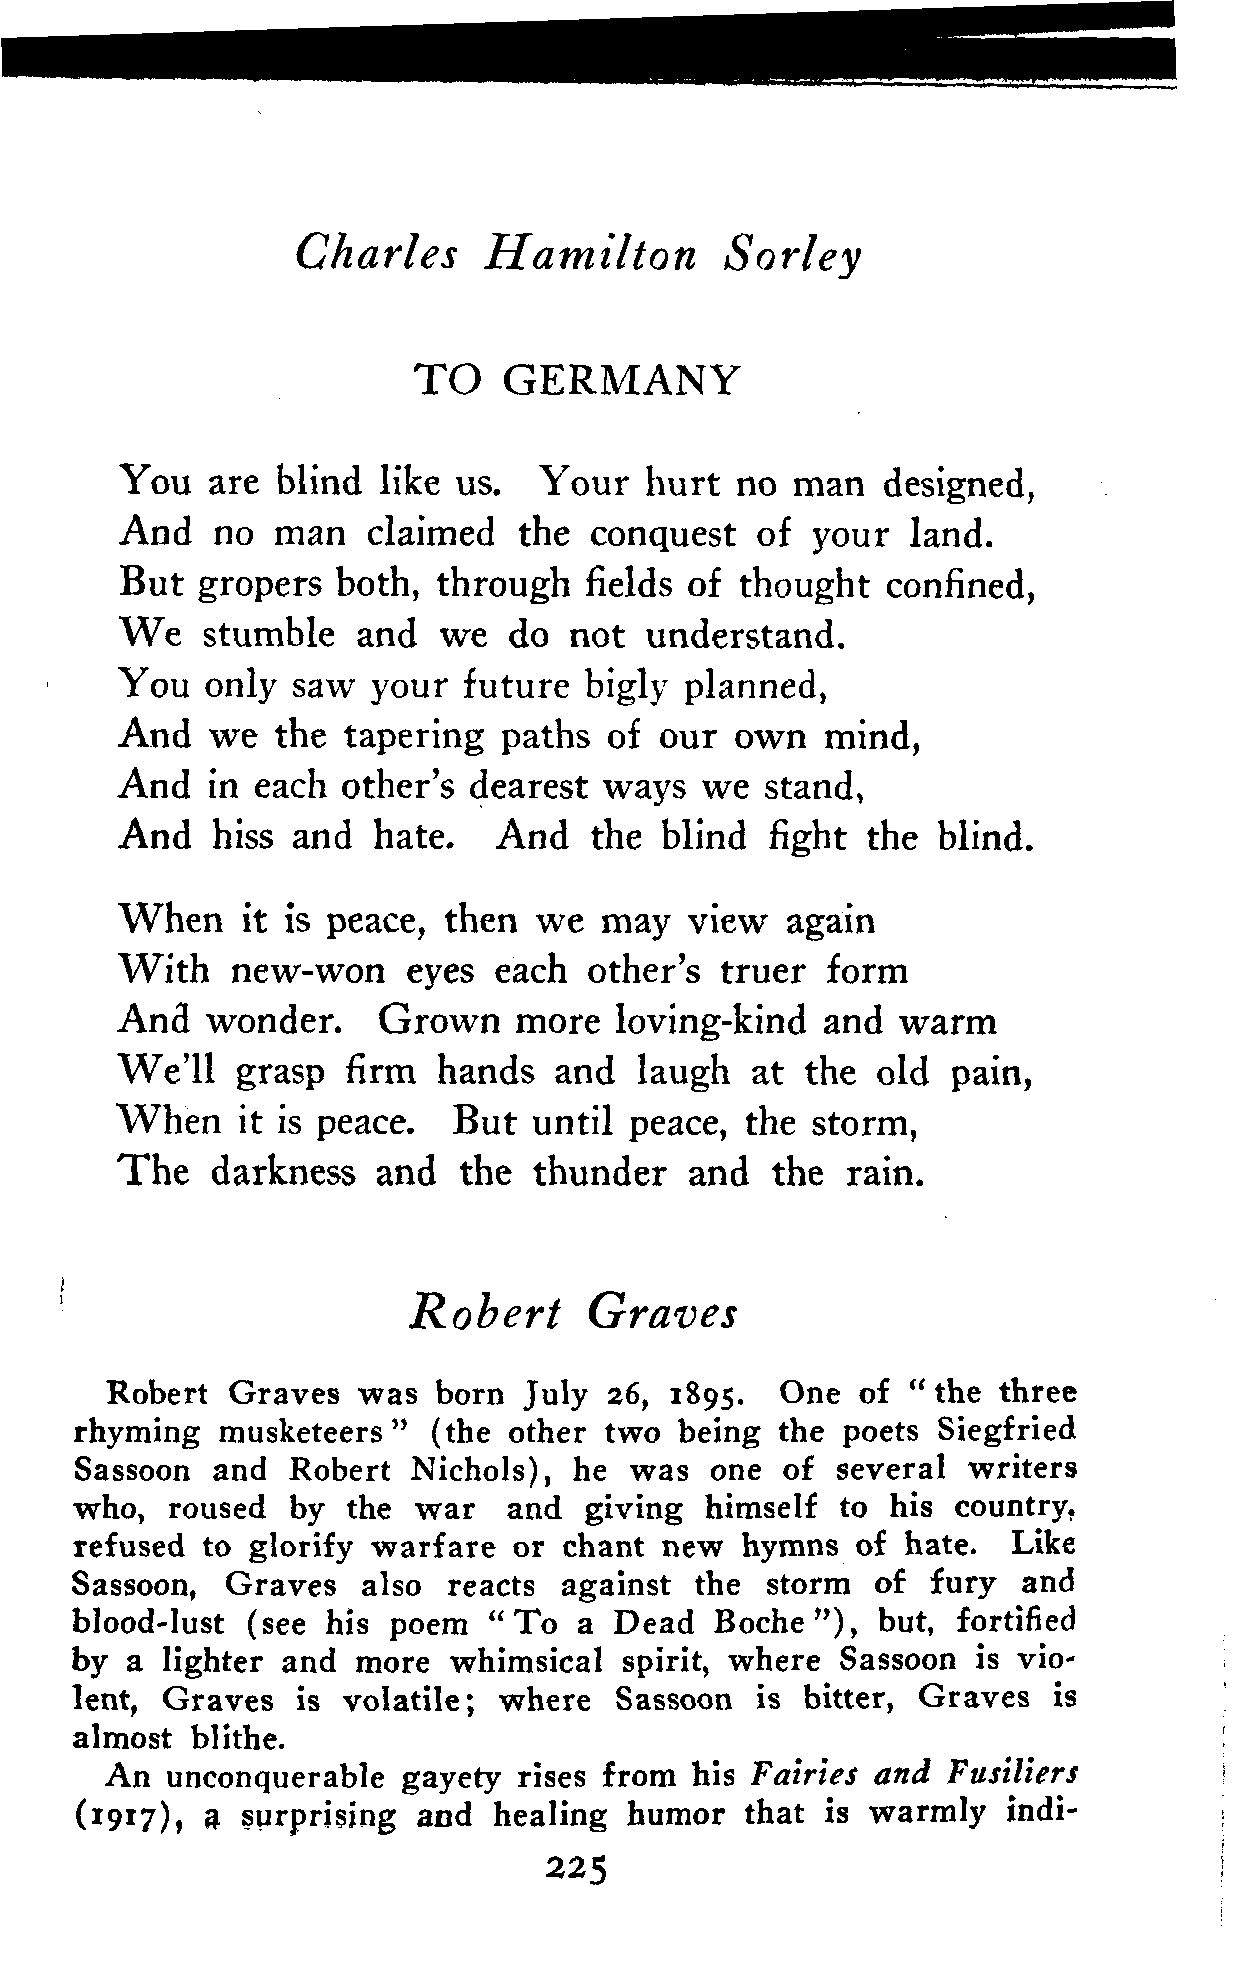 Charles Hamilton Sorley
TO GERMANY
You are blind like us. Your hurt no man designed,
And no man claimed the conquest of your land.
But gropers both, through fields of thought confined,
We stumble and we do not understand.
You only saw your future bigly planned,
And we the tapering paths of our own mind,
And in each other's dearest ways we stand,
And hiss and hate. And the blind fight the blind.
When it is peace, then we may view again
With new-won eyes each other's truer form
And wonder. Grown more loving-kind and warm
We'll grasp firm hands and laugh at the old pain,
When it is peace. But until peace, the storm,
The darkness and the thunder and the rain.
Robert Graves
Robert Graves was born July 26, 1895. One of "the three
rhyming musketeers" (the other two being the poets Siegfried
Sassoon and Robert Nichols), he was one of several writers
who, roused by the war and giving himself to his country,
refused to glorify warfare or chant new hymns of hate. Like
Sassoon, Graves also reacts against the storm of fury and
blood-lust (see his poem "To a Dead Boche"), but, fortified
by a lighter and more whimsical spirit, where Sassoon is vio-
lent, Graves is volatile; where Sassoon is bitter, Graves is
almost blithe.
An unconquerable gayety rises from his Fairies and Fusiliers
(1917), a surprising and healing humor that is warmly indi-
225